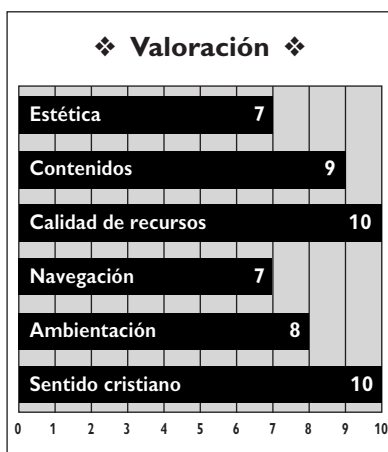 ❖ Valoración ❖
Estética 7
Contenidos 9
Calidad de recursos 10
Navegación 7
Ambientación 8
Sentido cristiano 10
0 1 2 3 4 5 6 7 8 9 10